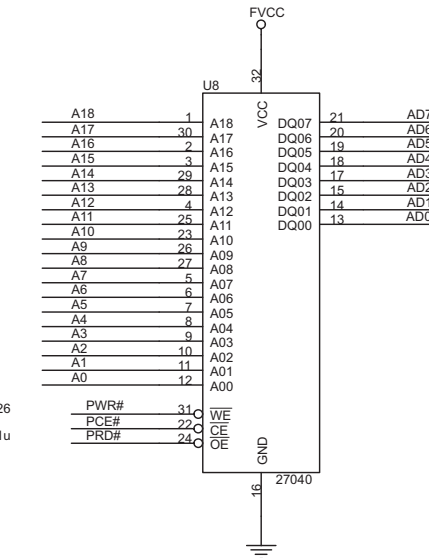 FVCC
32
U8
VCC
A18 1 A18 DQ07 21 AD7
A17 30 A17 DQ06 20 AD6
A16 2 A16 DQ05 19 AD5
A15 3 A15 DQ04 18 AD4
A14 29 A14 DQ03 17 AD3
A13 28 A13 DQ02 15 AD2
A12 4 A12 DQ01 14 AD1
A11 25 A11 DQ00 13 AD0
A10 23 A10
A9 26 A09
A8 27 A08
A7 5 A07
A6 6 A06
A5 7 A05
A4 8 A04
A3 9 A03
A2 10 A02
A1 11 A01
A0 12 A00
26
PWR# 31 WE
PCE# 22 CE
PRD# 24 OE
GND
27040
16